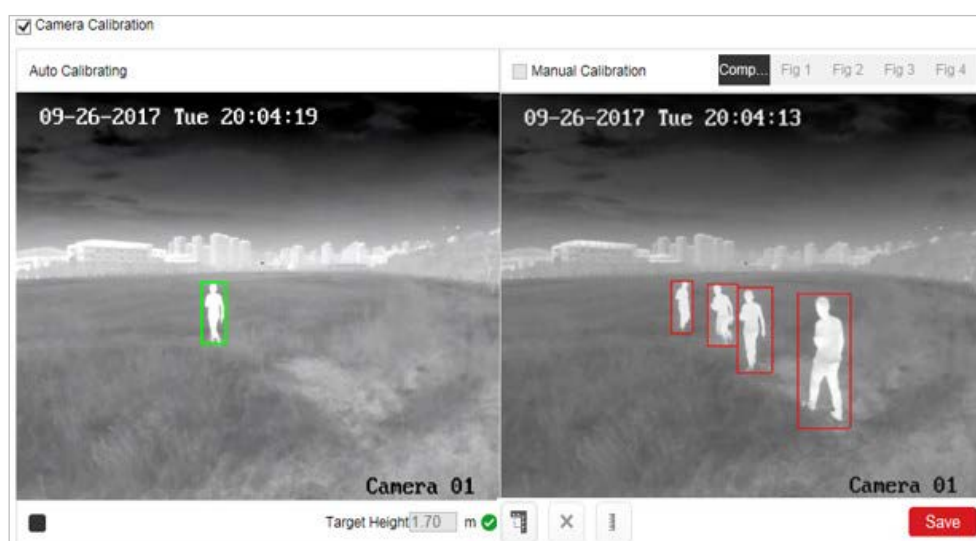 Camera Calibration
Auto Calibrating
Manual Calibration
Comp...
Fig 1
Fig 2
Fig 3
Fig 4
09-26-2017 Tue 20:04:19
Camera 01
09-26-2017 Tue 20:04:13
Camera 01
Target Height 1.70 m
Save